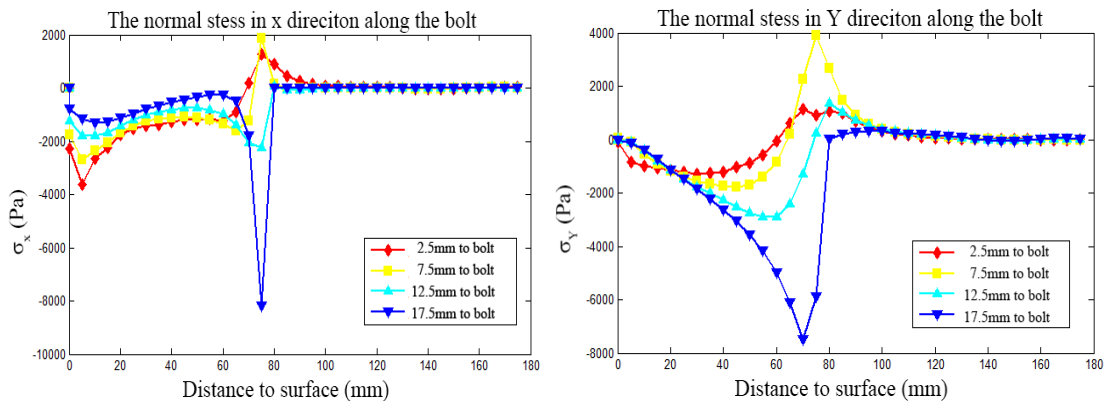 The normal stess in x direciton along the bolt
2000
0
-2000
-4000
-6000
-8000
-10000
σx (Pa)
0 20 40 60 80 100 120 140 160 180
Distance to surface (mm)
2.5mm to bolt
7.5mm to bolt
12.5mm to bolt
17.5mm to bolt
The normal stess in Y direciton along the bolt
4000
2000
0
-2000
-4000
-6000
-8000
σY (Pa)
0 20 40 60 80 100 120 140 160 180
Distance to surface (mm)
2.5mm to bolt
7.5mm to bolt
12.5mm to bolt
17.5mm to bolt